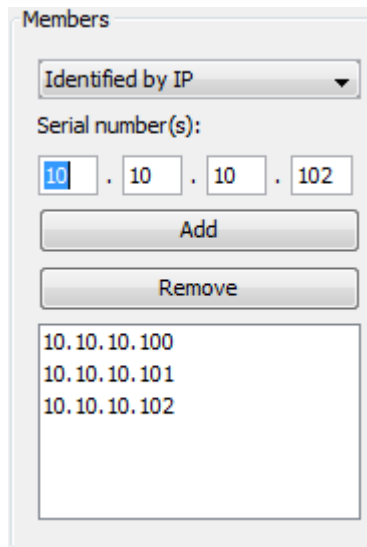 Members
Identified by IP
Serial number(s):
10 . 10 . 10 . 102
Add
Remove
10.10.10.100
10.10.10.101
10.10.10.102